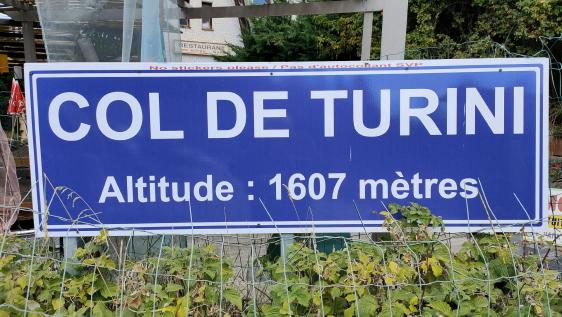 RESTAURANT
No stickers please / Pas d'autocollant SVP
COL DE TURINI
Altitude : 1607 mètres